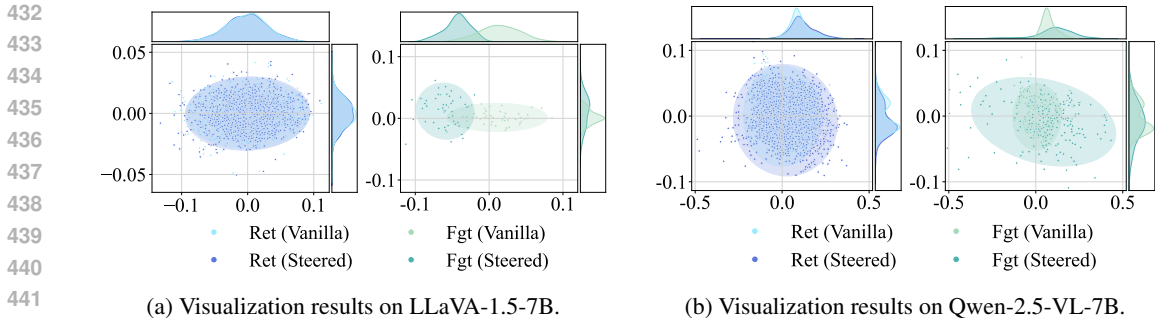 432
433
434
435
436
437
438
439
440
441
0.05
0.00
−0.05
−0.1 0.0 0.1
0.1
0.0
-0.1
-0.1 0.0 0.1
0.1
0.0
-0.1
-0.5 0.0 0.5
0.1
0.0
-0.1
-0.5 0.0 0.5
Ret (Vanilla)
Ret (Steered)
Fgt (Vanilla)
Fgt (Steered)
Ret (Vanilla)
Ret (Steered)
Fgt (Vanilla)
Fgt (Steered)
(a) Visualization results on LLaVA-1.5-7B.
(b) Visualization results on Qwen-2.5-VL-7B.